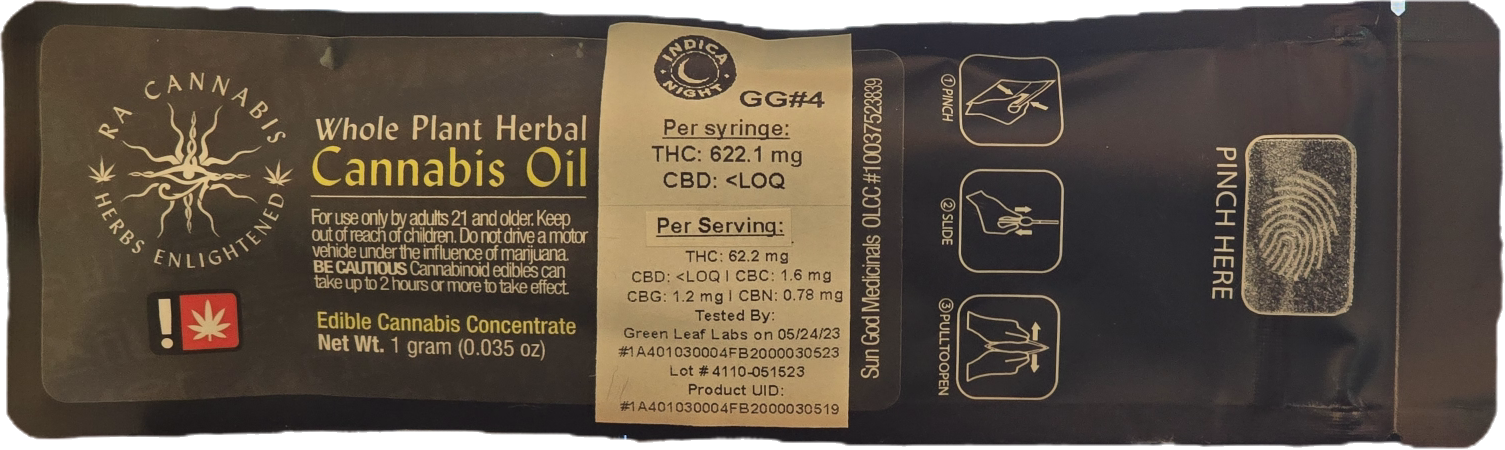 RA CANNABIS
HERBS ENLIGHTENED
!
Whole Plant Herbal
Cannabis Oil
For use only by adults 21 and older. Keep
out of reach of children. Do not drive a motor
vehicle under the influence of marijuana.
BE CAUTIOUS Cannabinoid edibles can
take up to 2 hours or more to take effect.
Edible Cannabis Concentrate
Net Wt. 1 gram (0.035 oz)
INDICA
NIGHT
GG#4
Per syringe:
THC: 622.1 mg
CBD: <LOQ
Per Serving:
THC: 62.2 mg
CBD: <LOQ I CBC: 1.6 mg
CBG: 1.2 mg I CBN: 0.78 mg
Tested By:
Green Leaf Labs on 05/24/23
#1A401030004FB2000030523
Lot # 4110-051523
Product UID:
#1A401030004FB2000030519
Sun God Medicinals OLCC #10037523839
① PINCH
② SLIDE
③ PULL TO OPEN
PINCH HERE